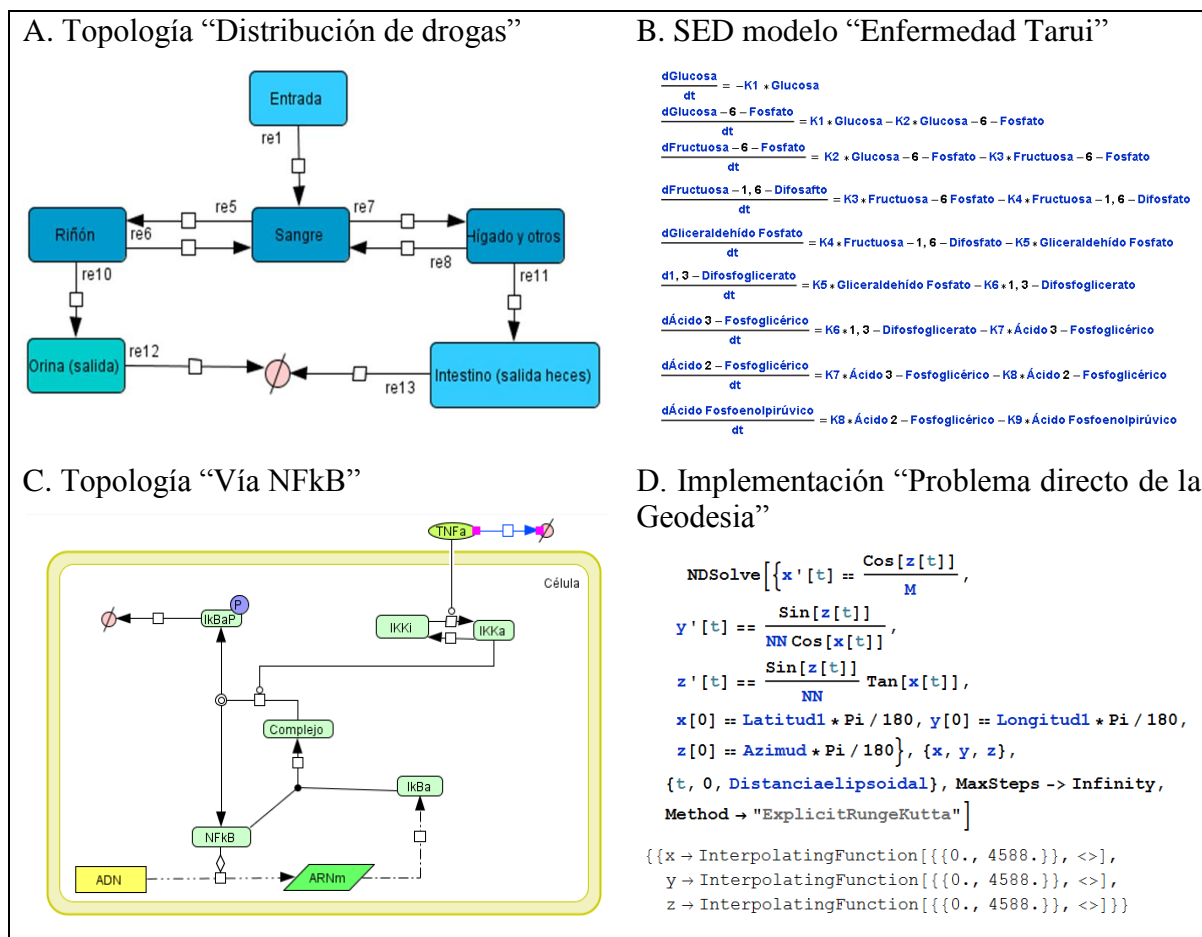 A. Topología “Distribución de drogas”
Entrada
re1
re5
re7
Riñón
re6
Sangre
Hígado y otros
re8
re10
re11
Orina (salida)
re12
re13
Intestino (salida heces)
B. SED modelo “Enfermedad Tarui”
dGlucosa/dt = -K1 * Glucosa
dGlucosa - 6 - Fosfato/dt = K1 * Glucosa - K2 * Glucosa - 6 - Fosfato
dFructuosa - 6 - Fosfato/dt = K2 * Glucosa - 6 - Fosfato - K3 * Fructuosa - 6 - Fosfato
dFructuosa - 1, 6 - Difosafto/dt = K3 * Fructuosa - 6 Fosfato - K4 * Fructuosa - 1, 6 - Difosfato
dGliceraldehído Fosfato/dt = K4 * Fructuosa - 1, 6 - Difosfato - K5 * Gliceraldehído Fosfato
d1, 3 - Difosfoglicerato/dt = K5 * Gliceraldehído Fosfato - K6 * 1, 3 - Difosfoglicerato
dÁcido 3 - Fosfoglicérico/dt = K6 * 1, 3 - Difosfoglicerato - K7 * Ácido 3 - Fosfoglicérico
dÁcido 2 - Fosfoglicérico/dt = K7 * Ácido 3 - Fosfoglicérico - K8 * Ácido 2 - Fosfoglicérico
dÁcido Fosfoenolpirúvico/dt = K8 * Ácido 2 - Fosfoglicérico - K9 * Ácido Fosfoenolpirúvico
C. Topología “Vía NFkB”
TNFa
Célula
P
IkBaP
IKKi
IKKa
Complejo
IkBa
NFkB
ADN
ARNm
D. Implementación “Problema directo de la
Geodesia”
NDSolve[{x'[t] == Cos[z[t]]/M,
y'[t] == Sin[z[t]]/(NN Cos[x[t]]),
z'[t] == Sin[z[t]]/NN Tan[x[t]],
x[0] == Latitud1 * Pi / 180, y[0] == Longitud1 * Pi / 180,
z[0] == Azimud * Pi / 180}, {x, y, z},
{t, 0, Distanciaelipsoidal}, MaxSteps -> Infinity,
Method → "ExplicitRungeKutta"]
{{x → InterpolatingFunction[{{0., 4588.}}, <>],
y → InterpolatingFunction[{{0., 4588.}}, <>],
z → InterpolatingFunction[{{0., 4588.}}, <>]}}